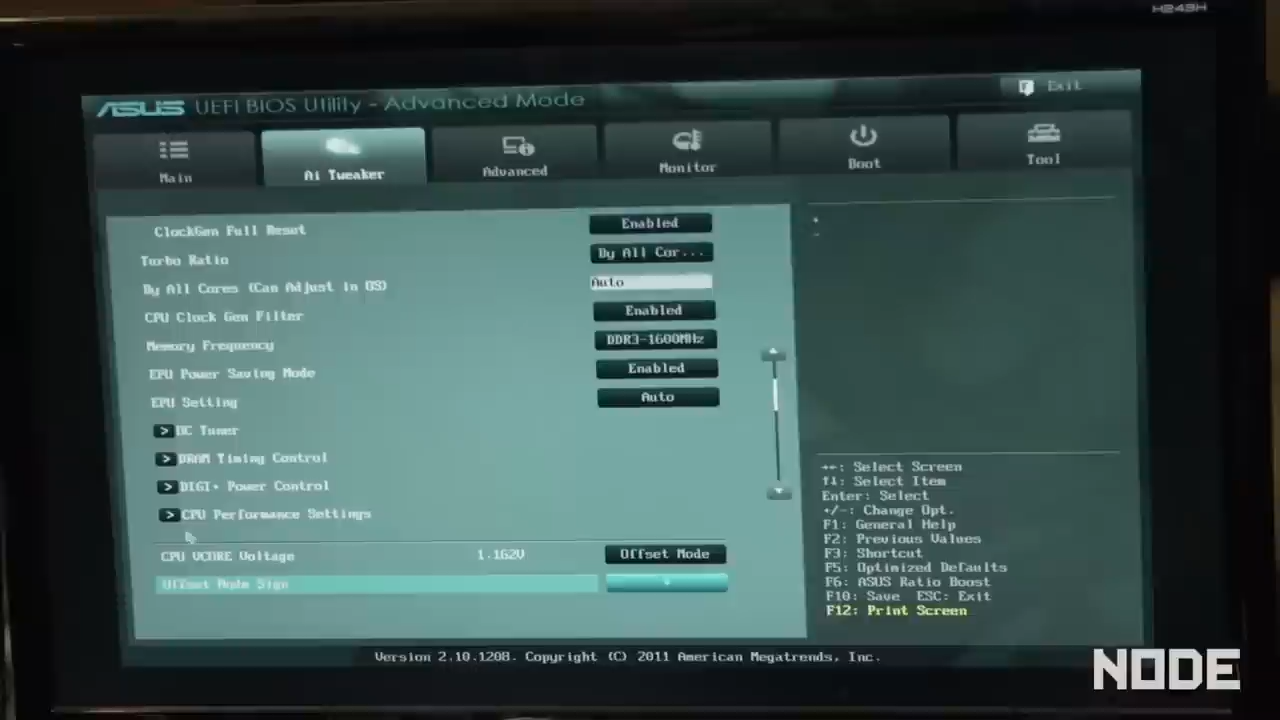 H243H
ASUS UEFI BIOS Utility - Advanced Mode
Exit
Main
Ai Tweaker
Advanced
Monitor
Boot
Tool
ClockGen Full Reset
Enabled
Turbo Ratio
By All Cor...
By All Cores (Can Adjust in OS)
Auto
CPU Clock Gen Filter
Enabled
Memory Frequency
DDR3-1600MHz
EPU Power Saving Mode
Enabled
EPU Setting
Auto
> OC Tuner
> DRAM Timing Control
> DIGI+ Power Control
> CPU Performance Settings
CPU VCORE Voltage
1.162V
Offset Mode
Offset Mode Sign
+
-
→←: Select Screen
↑↓: Select Item
Enter: Select
+/-: Change Opt.
F1: General Help
F2: Previous Values
F3: Shortcut
F5: Optimized Defaults
F6: ASUS Ratio Boost
F10: Save ESC: Exit
F12: Print Screen
Version 2.10.1208. Copyright (C) 2011 American Megatrends, Inc.
NODE